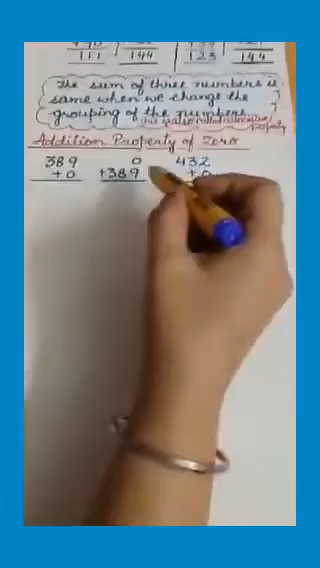 111 144 123 144
The sum of three numbers is
same when we change the
grouping of the numbers.
property
Addition Property of Zero
389 0 432
+0 +389 +0